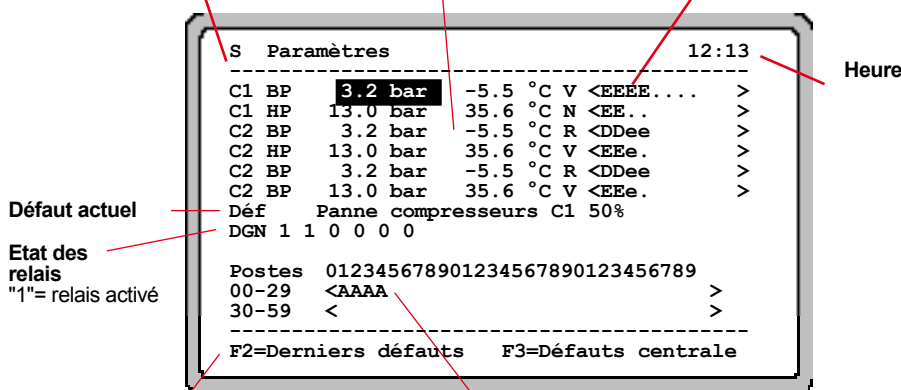 S Paramètres 12:13
------------------------------------------------
C1 BP 3.2 bar -5.5 °C V <EEEE.... >
C1 HP 13.0 bar 35.6 °C N <EE.. >
C2 BP 3.2 bar -5.5 °C R <DDee >
C2 HP 13.0 bar 35.6 °C V <EEe. >
C2 BP 3.2 bar -5.5 °C R <DDee >
C2 BP 13.0 bar 35.6 °C V <EEe. >
Déf Panne compresseurs C1 50%
DGN 1 1 0 0 0 0
Postes 012345678901234567890123456789
00-29 <AAAA >
30-59 < >
------------------------------------------------
F2=Derniers défauts F3=Défauts centrale
Heure
Défaut actuel
Etat des
relais
"1"= relais activé